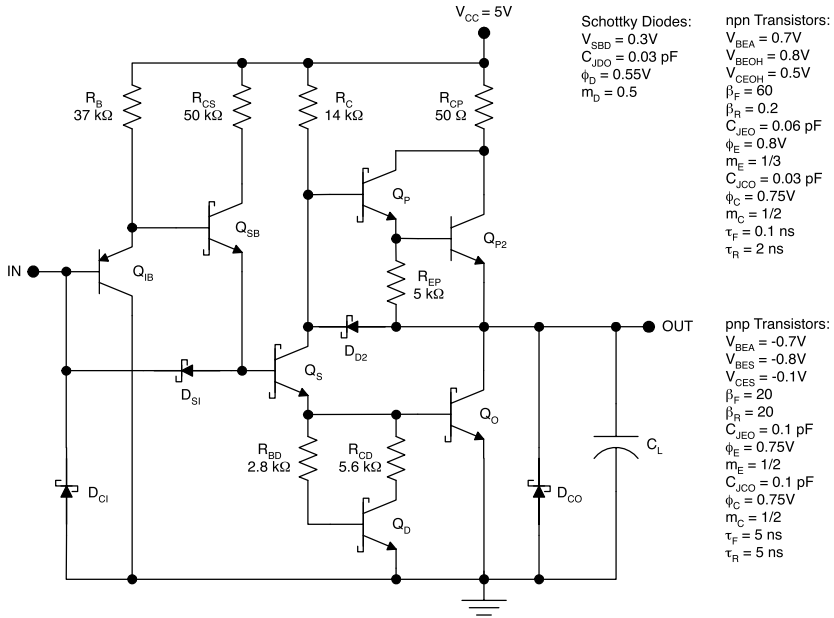 V_CC = 5V
R_B
37 kΩ
R_CS
50 kΩ
R_C
14 kΩ
R_CP
50 Ω
Q_P
Q_P2
Q_SB
IN
Q_IB
R_EP
5 kΩ
OUT
D_D2
D_SI
Q_S
Q_O
C_L
R_BD
2.8 kΩ
R_CD
5.6 kΩ
D_CI
Q_D
D_CO
Schottky Diodes:
V_SBD = 0.3V
C_JDO = 0.03 pF
ϕ_D = 0.55V
m_D = 0.5
npn Transistors:
V_BEA = 0.7V
V_BEOH = 0.8V
V_CEOH = 0.5V
β_F = 60
β_R = 0.2
C_JEO = 0.06 pF
ϕ_E = 0.8V
m_E = 1/3
C_JCO = 0.03 pF
ϕ_C = 0.75V
m_C = 1/2
τ_F = 0.1 ns
τ_R = 2 ns
pnp Transistors:
V_BEA = -0.7V
V_BES = -0.8V
V_CES = -0.1V
β_F = 20
β_R = 20
C_JEO = 0.1 pF
ϕ_E = 0.75V
m_E = 1/2
C_JCO = 0.1 pF
ϕ_C = 0.75V
m_C = 1/2
τ_F = 5 ns
τ_R = 5 ns